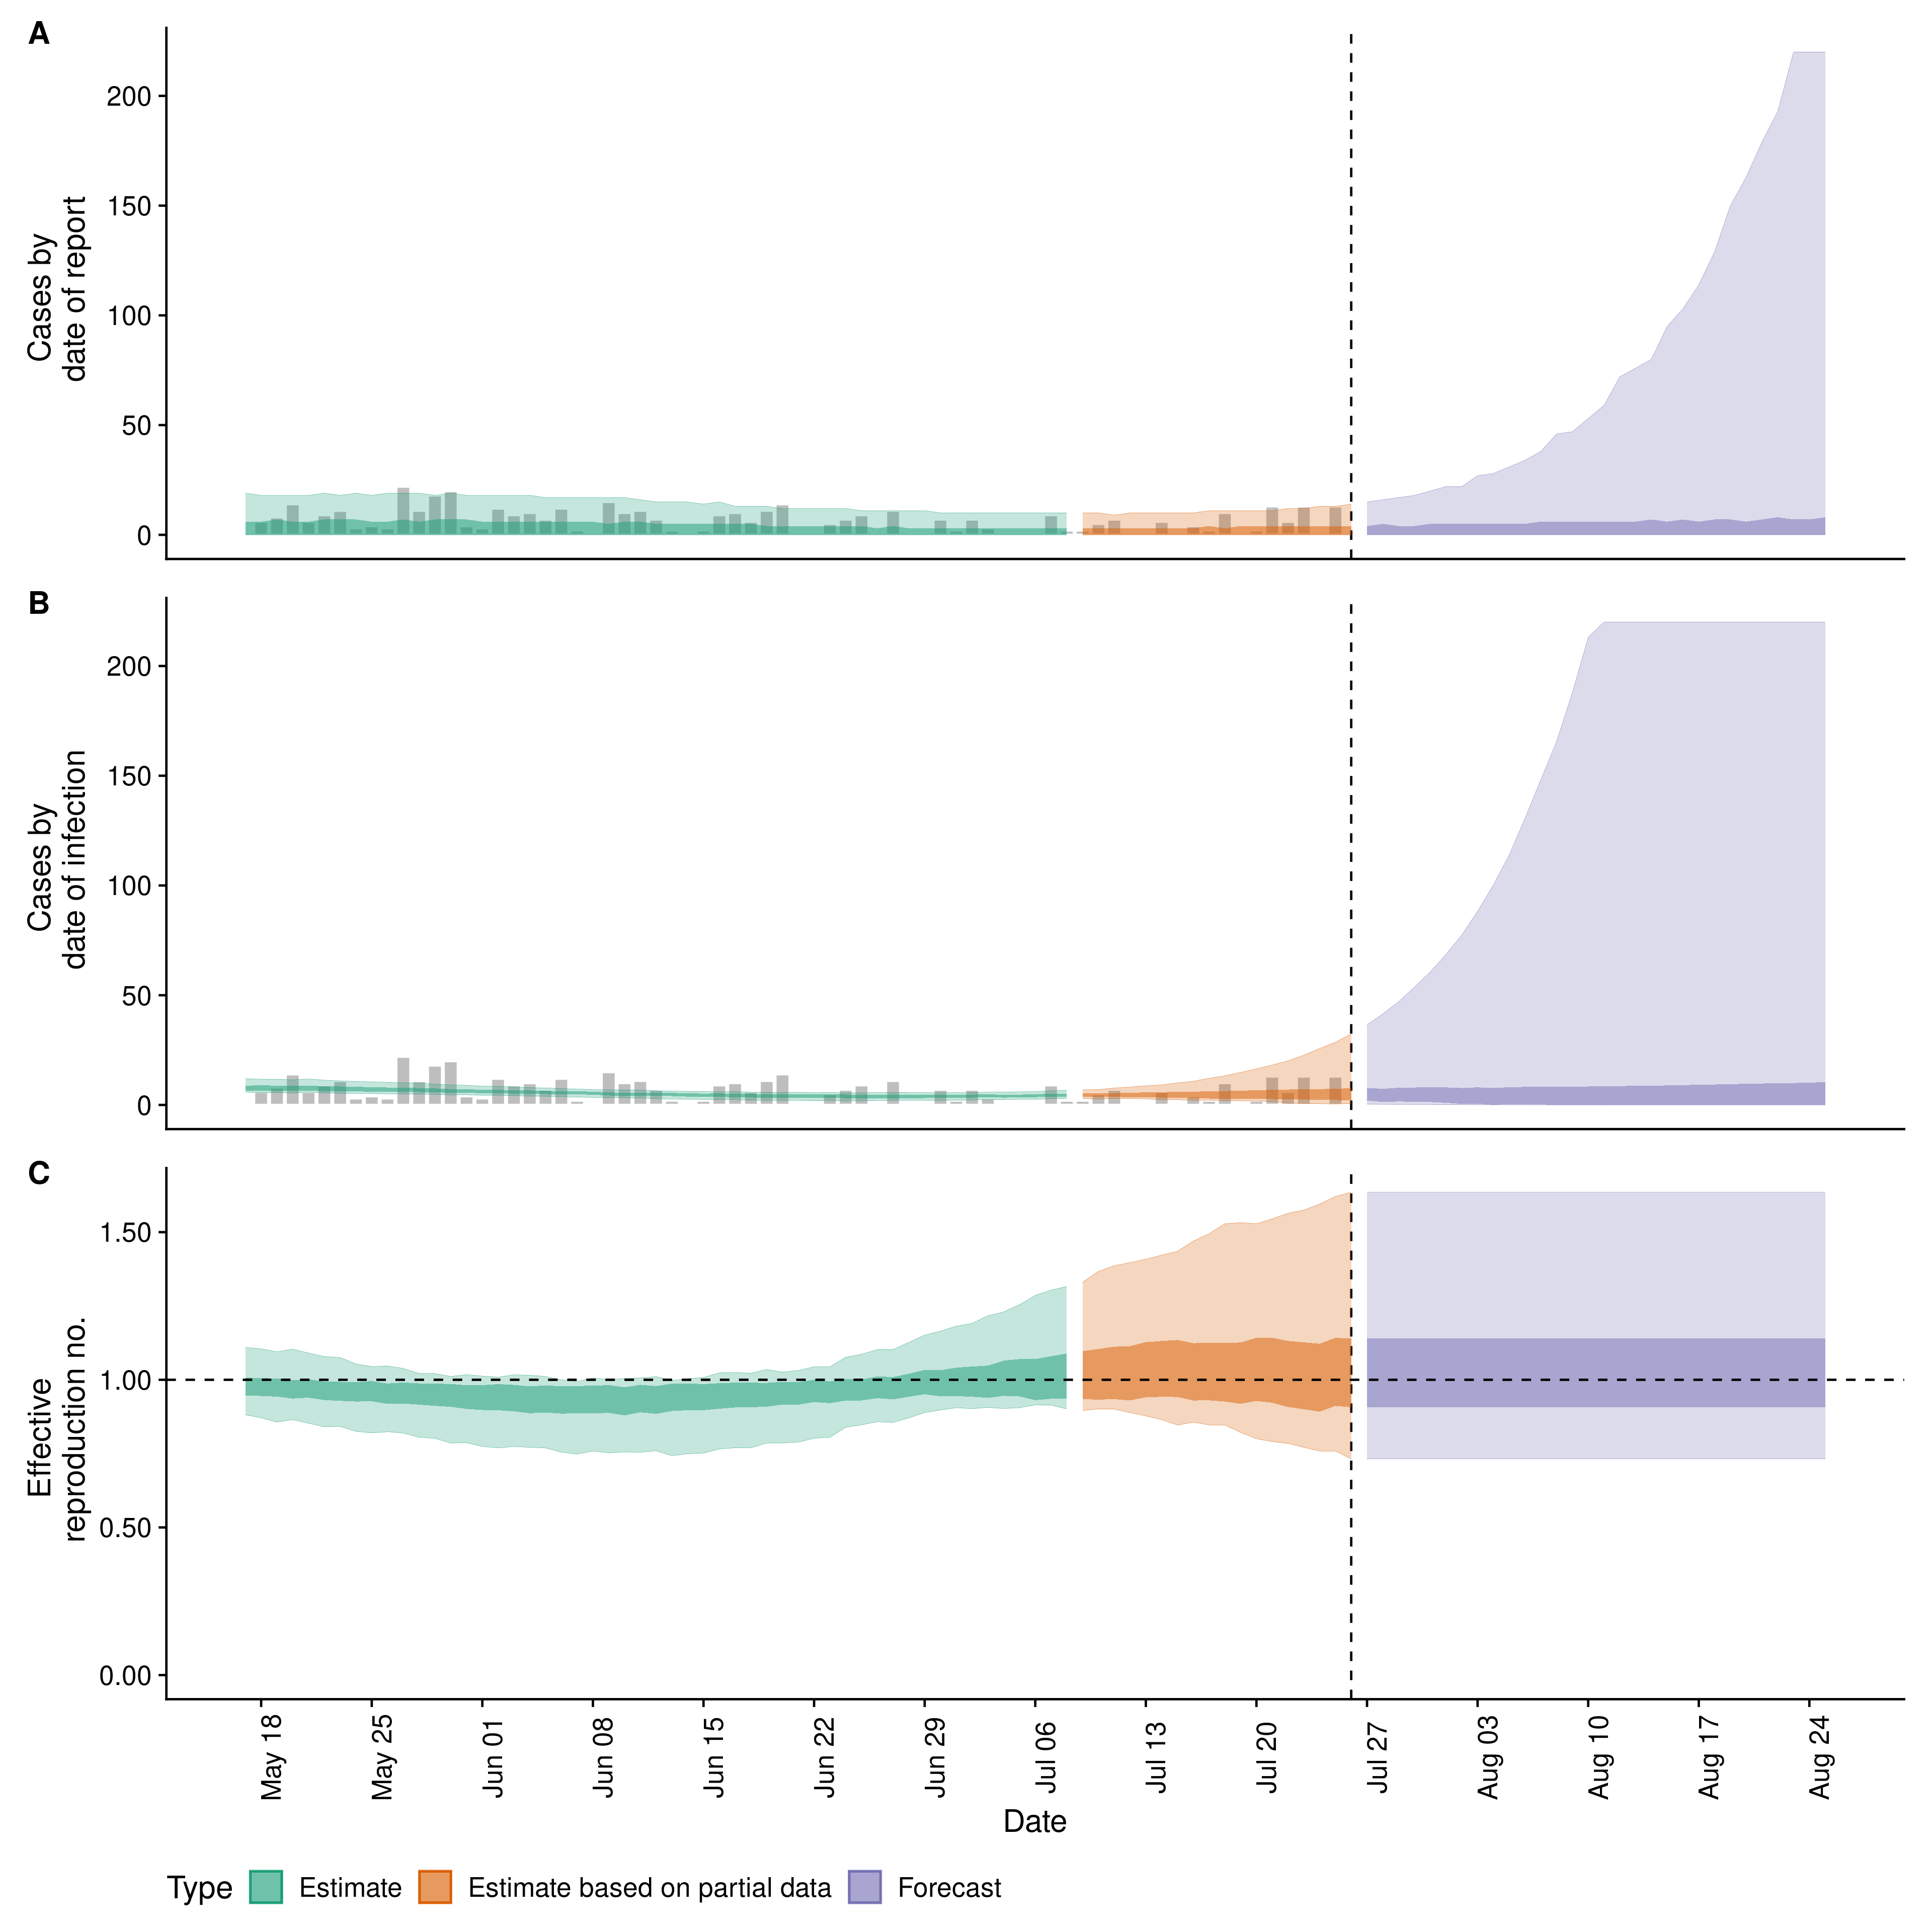 A
Cases by
date of report
200
150
100
50
0
B
Cases by
date of infection
200
150
100
50
0
C
Effective
reproduction no.
1.50
1.00
0.50
0.00
May 18
May 25
Jun 01
Jun 08
Jun 15
Jun 22
Jun 29
Jul 06
Jul 13
Jul 20
Jul 27
Aug 03
Aug 10
Aug 17
Aug 24
Date
Type Estimate Estimate based on partial data Forecast